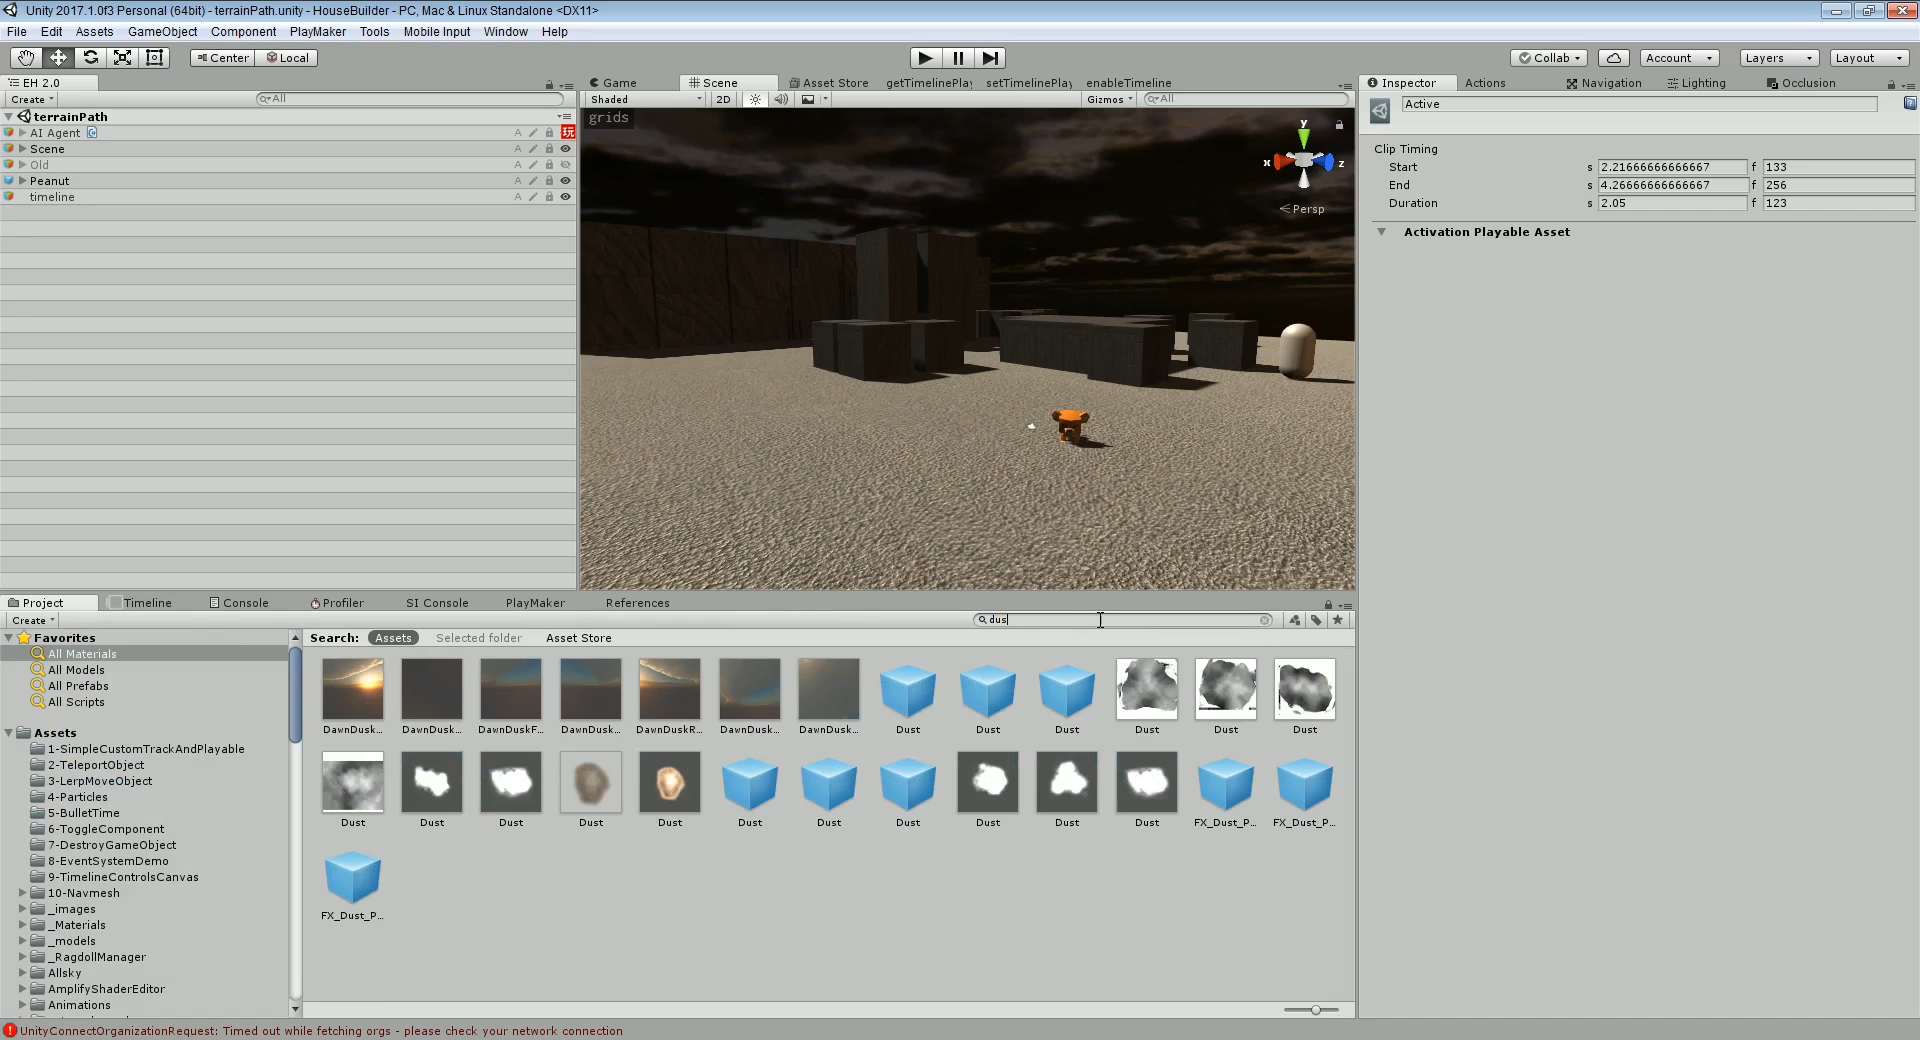 Unity 2017.1.0f3 Personal (64bit) - terrainPath.unity - HouseBuilder - PC, Mac & Linux Standalone <DX11>
File Edit Assets GameObject Component PlayMaker Tools Mobile Input Window Help
Center Local Collab Account Layers Layout
EH 2.0 Game Scene Asset Store getTimelinePlay setTimelinePlay enableTimeline Inspector Actions Navigation Lighting Occlusion
Create All Shaded 2D Gizmos All
Active
terrainPath
grids
y
x
z
Persp
AI Agent A 玩
Scene A
Old A
Peanut A
timeline A
Clip Timing
Start s 2.21666666666667 f 133
End s 4.26666666666667 f 256
Duration s 2.05 f 123
Activation Playable Asset
Project Timeline Console Profiler SI Console PlayMaker References
Create dus
Favorites
All Materials
All Models
All Prefabs
All Scripts
Assets
1-SimpleCustomTrackAndPlayable
2-TeleportObject
3-LerpMoveObject
4-Particles
5-BulletTime
6-ToggleComponent
7-DestroyGameObject
8-EventSystemDemo
9-TimelineControlsCanvas
10-Navmesh
_images
_Materials
_models
_RagdollManager
Allsky
AmplifyShaderEditor
Animations
Search: Assets Selected folder Asset Store
DawnDusk... DawnDusk... DawnDuskF... DawnDusk... DawnDuskR... DawnDusk... DawnDusk... Dust Dust Dust Dust Dust Dust
Dust Dust Dust Dust Dust Dust Dust Dust Dust Dust Dust FX_Dust_P... FX_Dust_P...
FX_Dust_P...
UnityConnectOrganizationRequest: Timed out while fetching orgs - please check your network connection